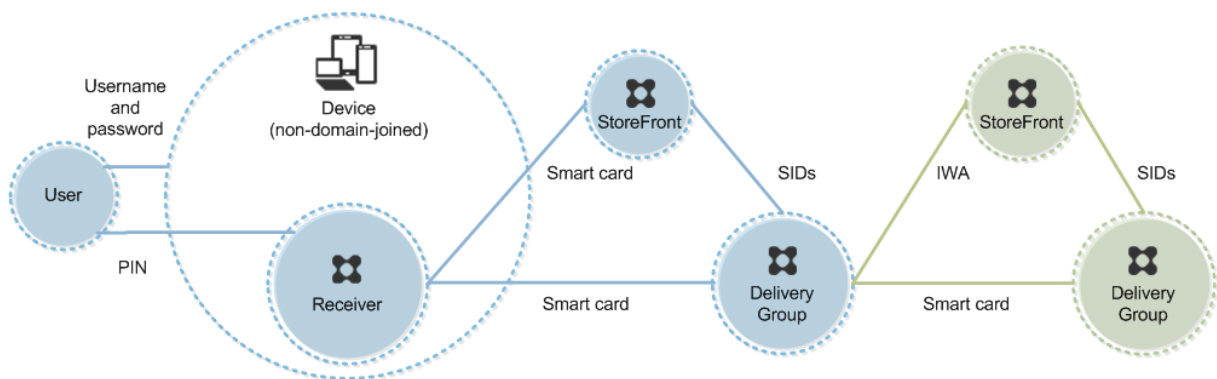 Username
and
password
User
PIN
Device
(non-domain-joined)
Receiver
StoreFront
Smart card
SIDs
Smart card
Delivery
Group
StoreFront
IWA
SIDs
Smart card
Delivery
Group